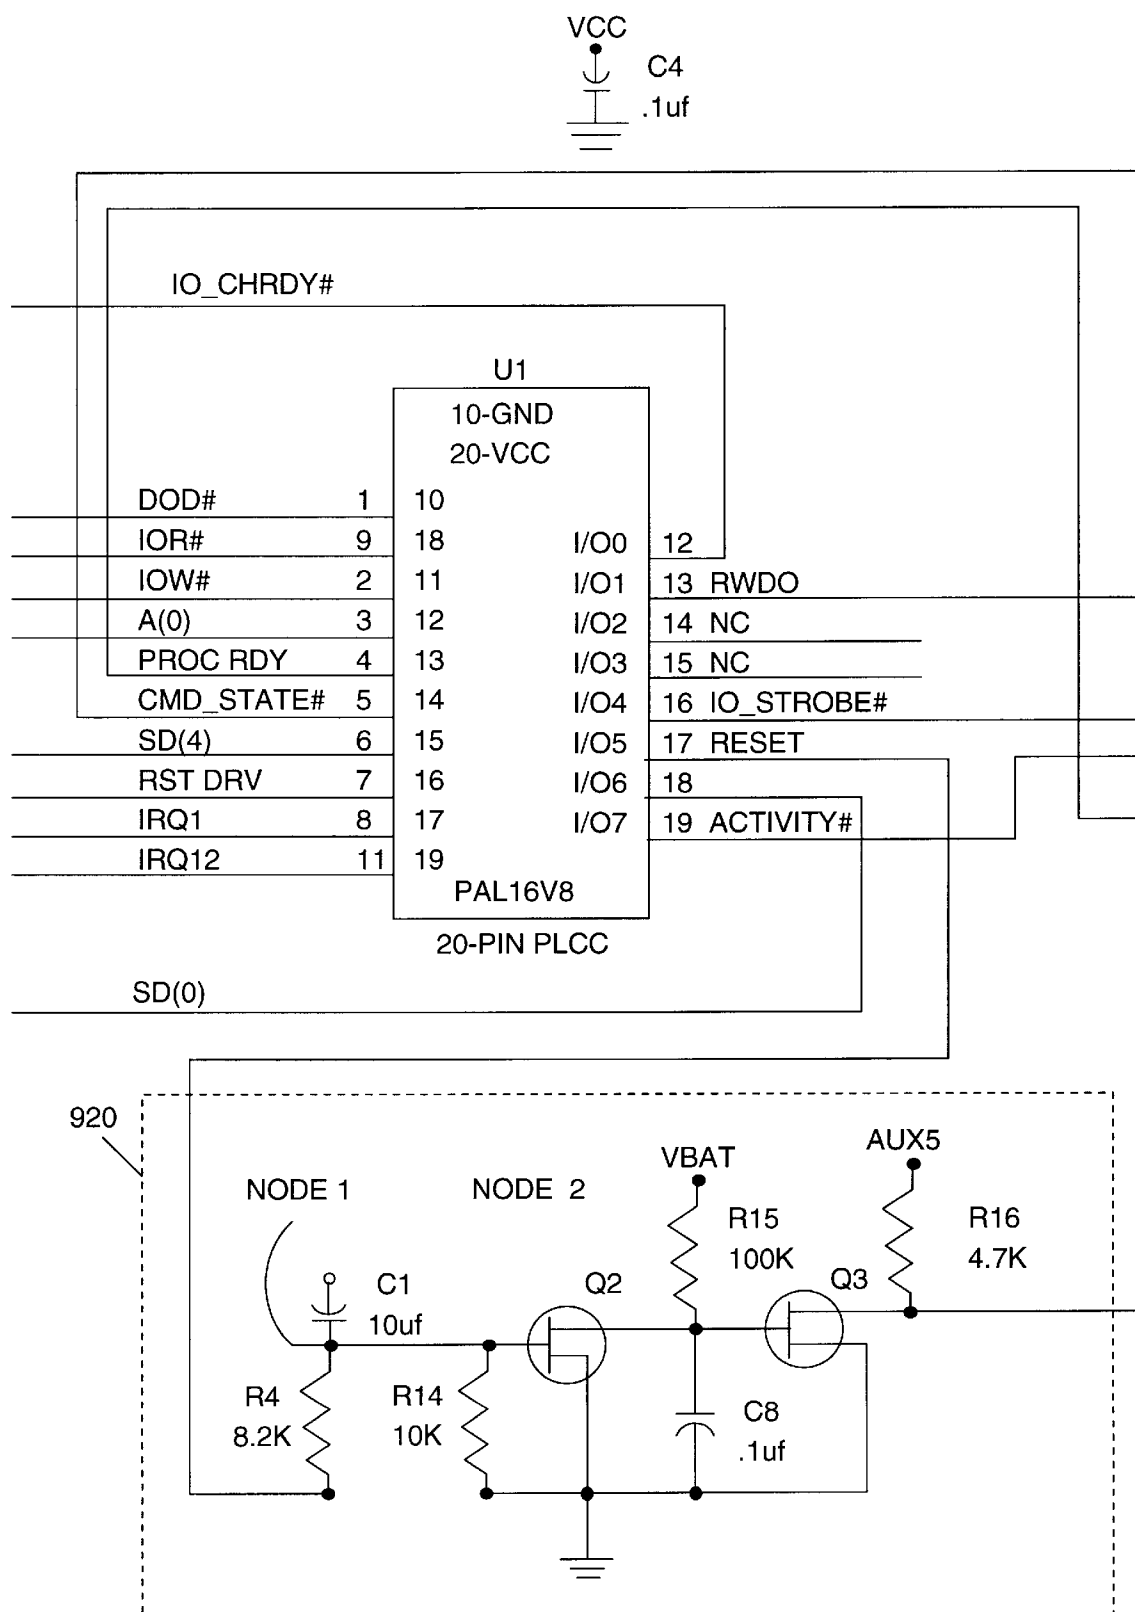 VCC
C4
.1uf
IO_CHRDY#
U1
10-GND
20-VCC
DOD# 1 10
IOR# 9 18 I/O0 12
IOW# 2 11 I/O1 13 RWDO
A(0) 3 12 I/O2 14 NC
PROC RDY 4 13 I/O3 15 NC
CMD_STATE# 5 14 I/O4 16 IO_STROBE#
SD(4) 6 15 I/O5 17 RESET
RST DRV 7 16 I/O6 18
IRQ1 8 17 I/O7 19 ACTIVITY#
IRQ12 11 19
PAL16V8
20-PIN PLCC
SD(0)
920
AUX5
VBAT
NODE 1 NODE 2
R15 R16
100K 4.7K
C1 Q2 Q3
10uf
R4 R14 C8
8.2K 10K .1uf